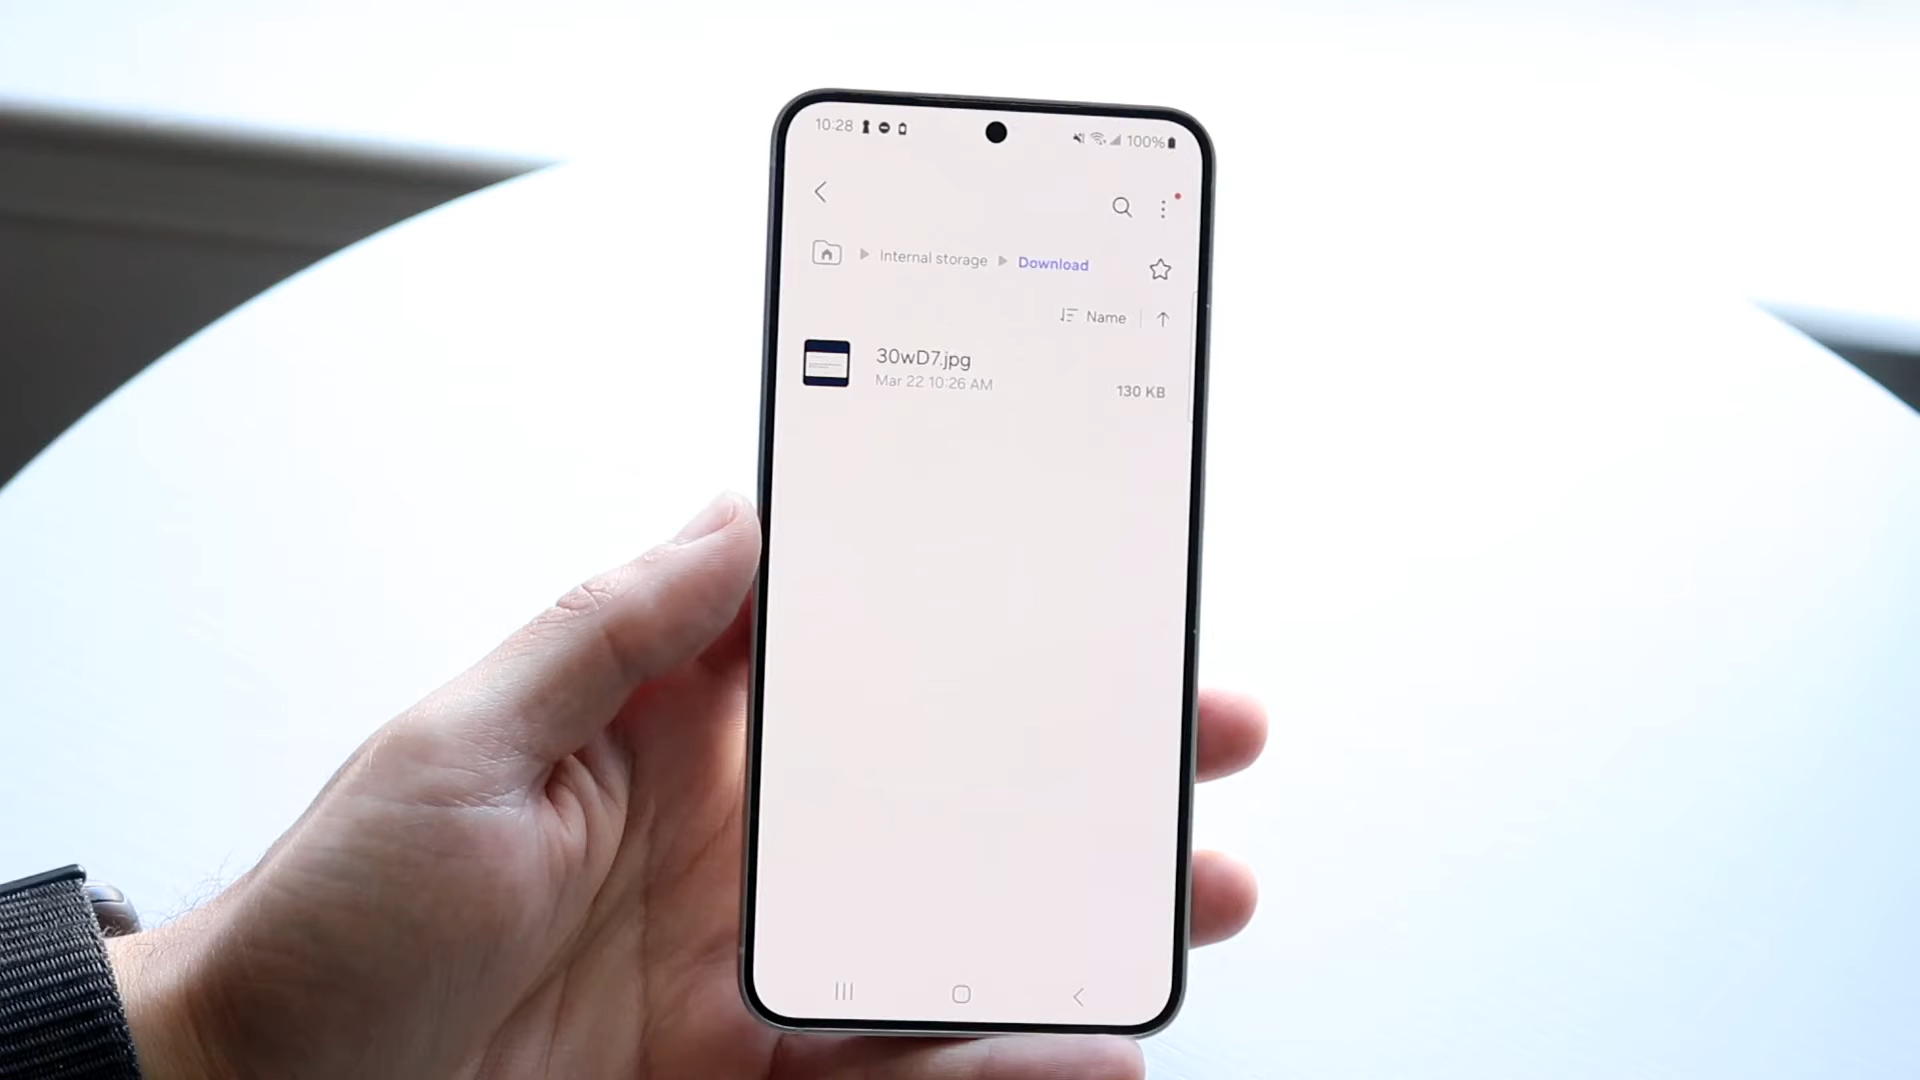 10:28 100%
Internal storage Download
Name
30wD7.jpg
Mar 22 10:26 AM 130 KB